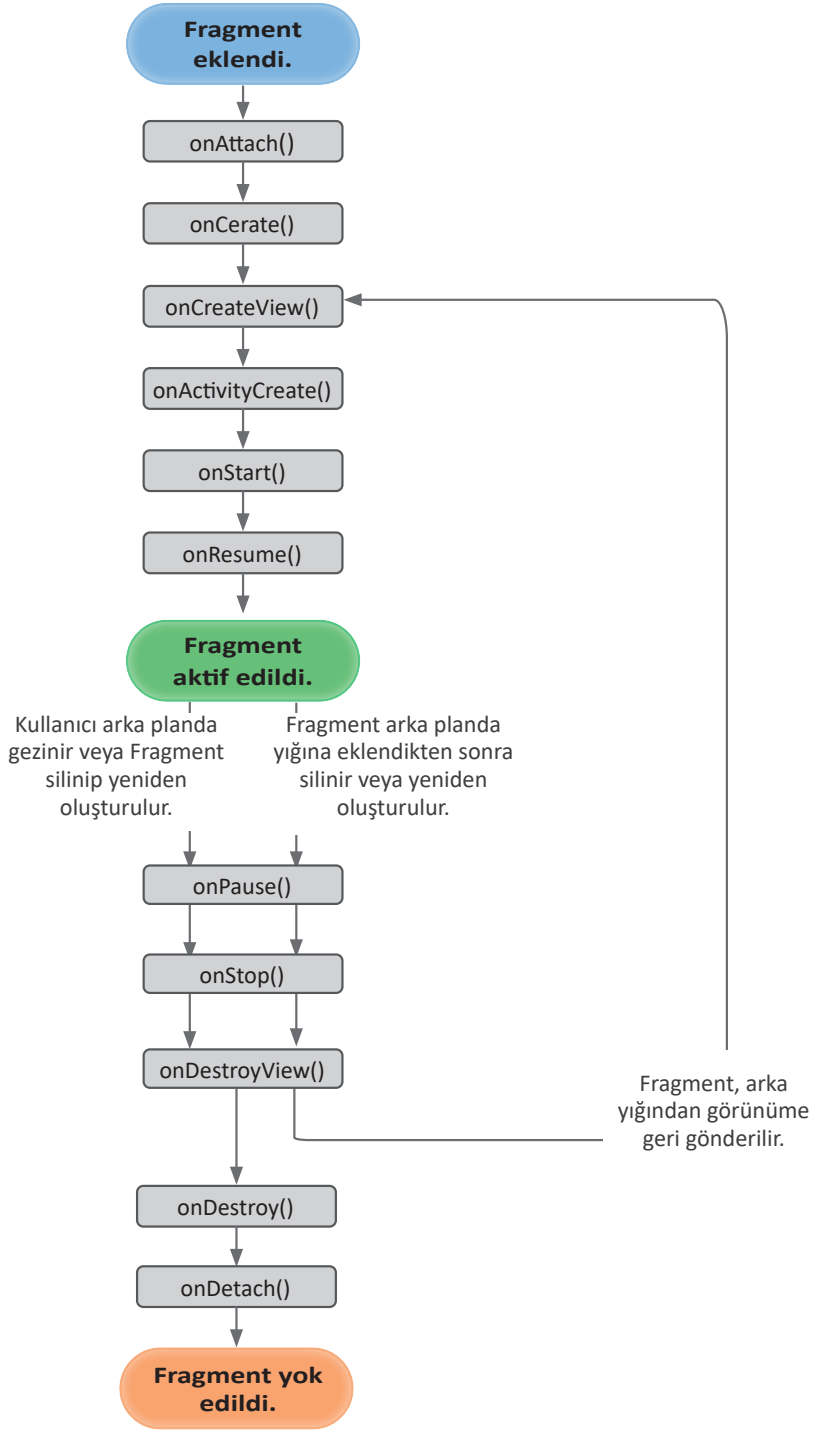 Fragment
eklendi.
onAttach()
onCerate()
onCreateView()
onActivityCreate()
onStart()
onResume()
Fragment
aktif edildi.
Kullanıcı arka planda
gezinir veya Fragment
silinip yeniden
oluşturulur.
Fragment arka planda
yığına eklendikten sonra
silinir veya yeniden
oluşturulur.
onPause()
onStop()
onDestroyView()
Fragment, arka
yığından görünüme
geri gönderilir.
onDestroy()
onDetach()
Fragment yok
edildi.